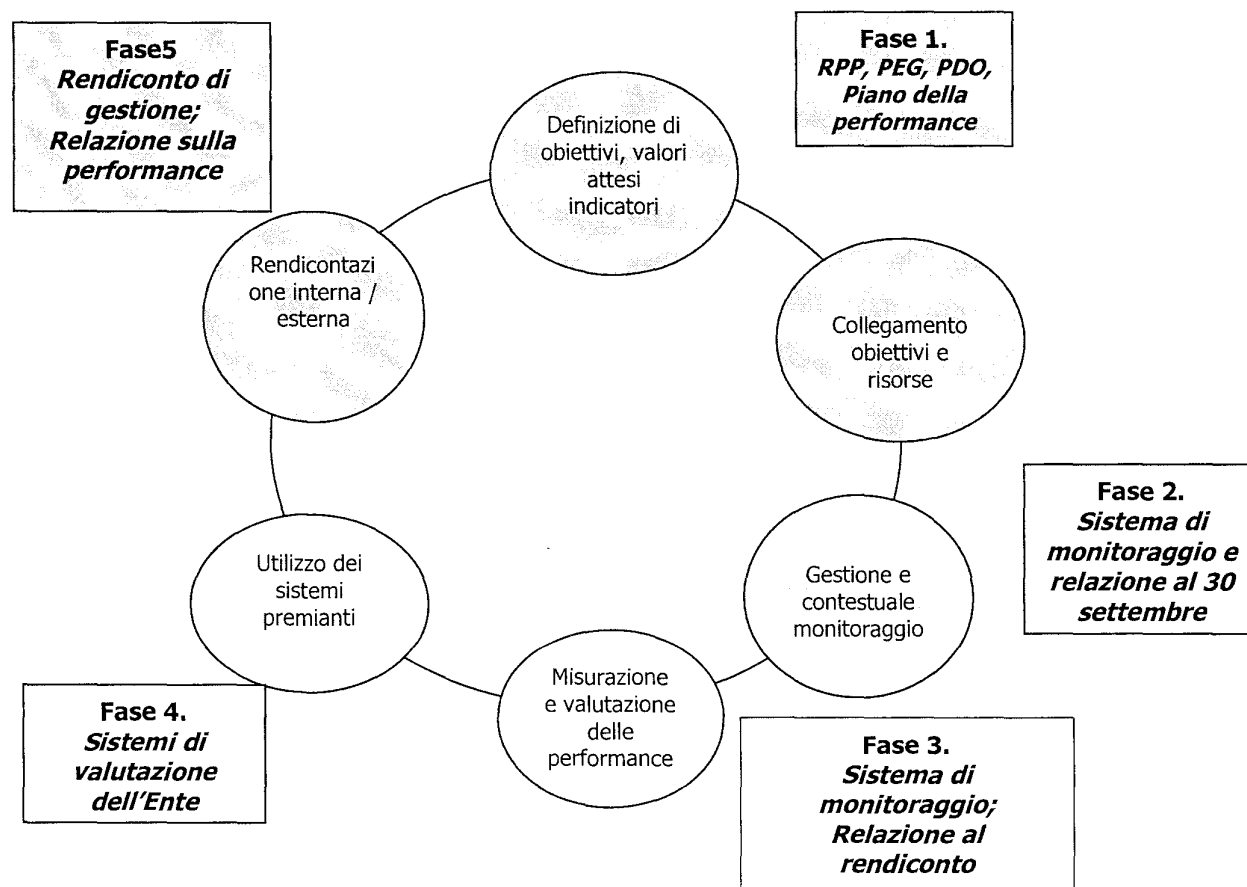 Fase5
Rendiconto di
gestione;
Relazione sulla
performance
Fase 1.
RPP, PEG, PDO,
Piano della
performance
Definizione di
obiettivi, valori
attesi
indicatori
Rendicontazi
one interna /
esterna
Collegamento
obiettivi e
risorse
Fase 2.
Sistema di
monitoraggio e
relazione al 30
settembre
Gestione e
contestuale
monitoraggio
Utilizzo dei
sistemi
premianti
Misurazione
e valutazione
delle
performance
Fase 4.
Sistemi di
valutazione
dell'Ente
Fase 3.
Sistema di
monitoraggio;
Relazione al
rendiconto